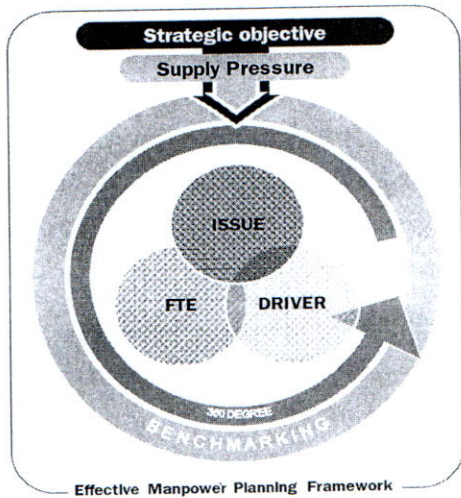 Strategic objective
Supply Pressure
ISSUE
FTE
DRIVER
360 DEGREE
BENCHMARKING
Effective Manpower Planning Framework